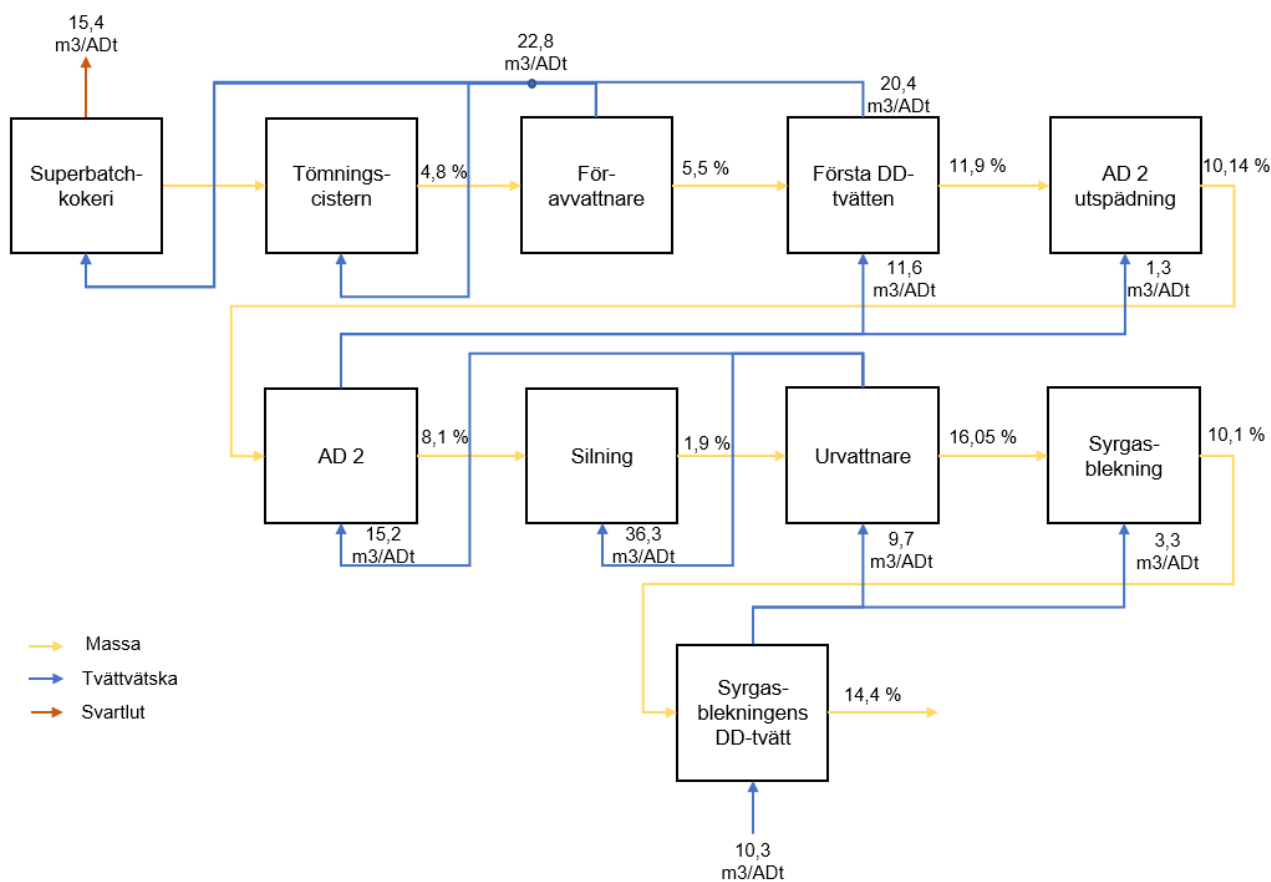 15,4
m3/ADt
22,8
m3/ADt
20,4
m3/ADt
Superbatch-
kokeri
Tömnings-
cistern
4,8 %
För-
avvattnare
5,5 %
Första DD-
tvätten
11,9 %
AD 2
utspädning
10,14 %
11,6
m3/ADt
1,3
m3/ADt
AD 2
8,1 %
Silning
1,9 %
Urvattnare
16,05 %
Syrgas-
blekning
10,1 %
15,2
m3/ADt
36,3
m3/ADt
9,7
m3/ADt
3,3
m3/ADt
Massa
Tvättvätska
Svartlut
Syrgas-
blekningens
DD-tvätt
14,4 %
10,3
m3/ADt